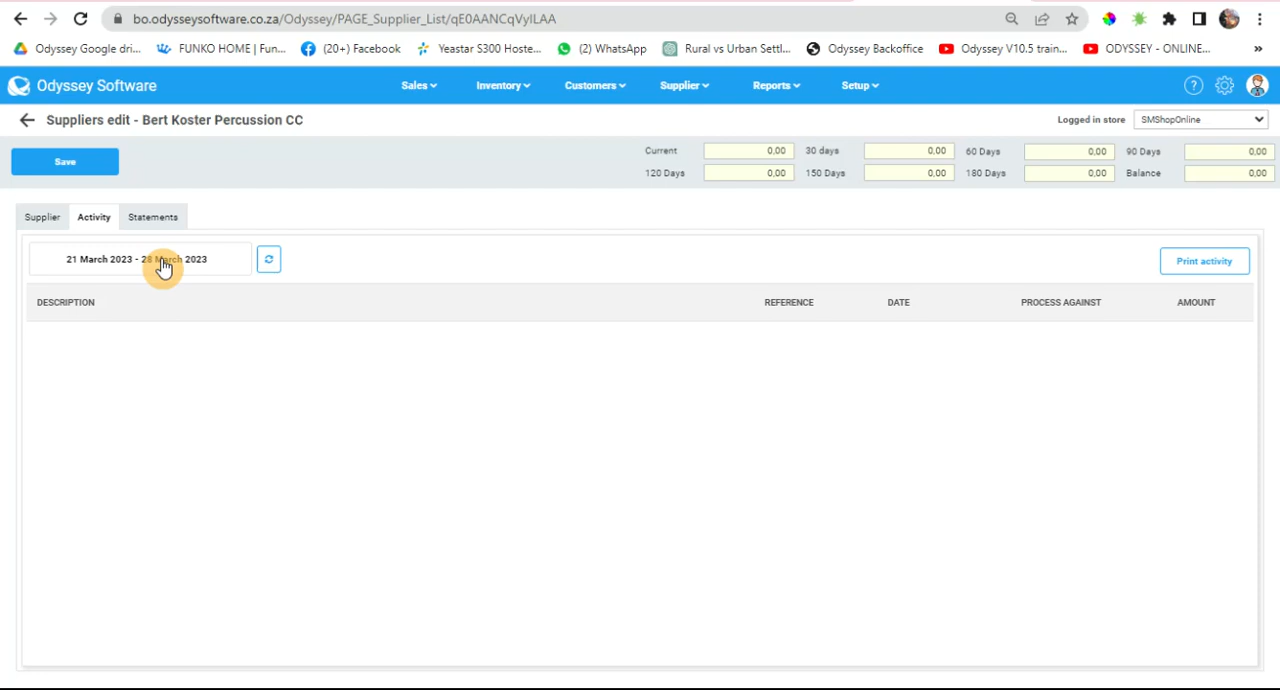 bo.odysseysoftware.co.za/Odyssey/PAGE_Supplier_List/qE0AANCqVyILAA
Odyssey Google dri... FUNKO HOME | Fun... (20+) Facebook Yeastar S300 Hoste... (2) WhatsApp Rural vs Urban Settl... Odyssey Backoffice Odyssey V10.5 train... ODYSSEY - ONLINE... »
Odyssey Software Sales Inventory Customers Supplier Reports Setup ?
Suppliers edit - Bert Koster Percussion CC Logged in store SMShopOnline
Save Current 0,00 30 days 0,00 60 Days 0,00 90 Days 0,00
120 Days 0,00 150 Days 0,00 180 Days 0,00 Balance 0,00
Supplier Activity Statements
21 March 2023 - 28 March 2023 Print activity
DESCRIPTION REFERENCE DATE PROCESS AGAINST AMOUNT